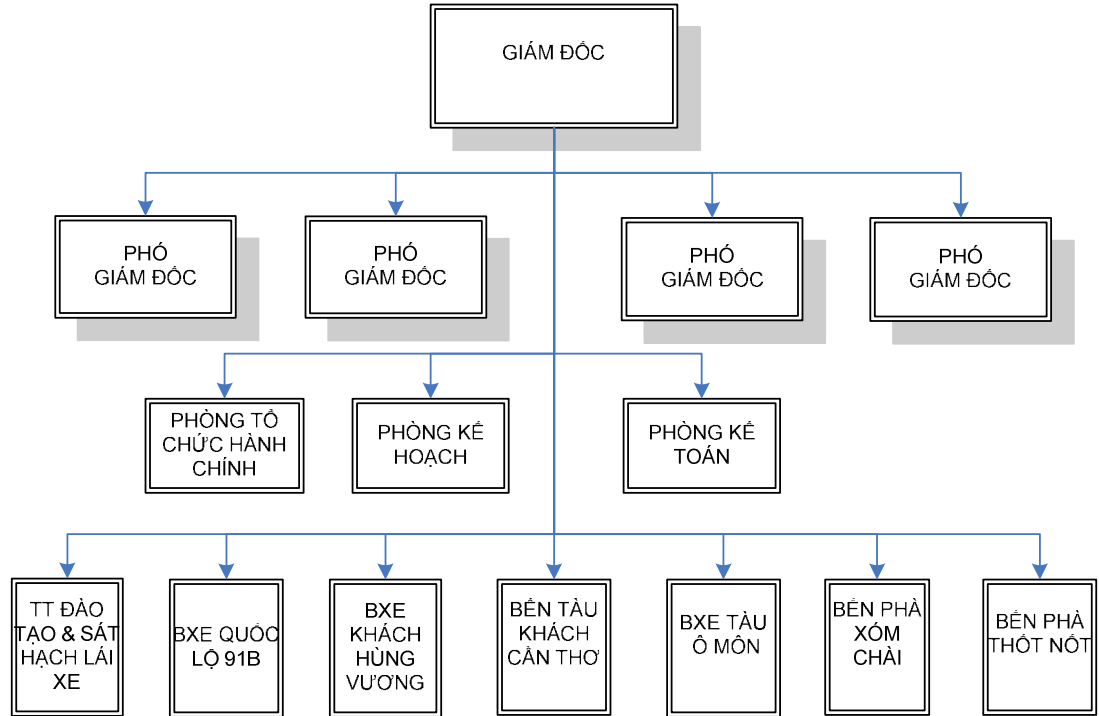 GIÁM ĐỐC
PHÓ
GIÁM ĐỐC
PHÓ
GIÁM ĐỐC
PHÓ
GIÁM ĐỐC
PHÓ
GIÁM ĐỐC
PHÒNG TỔ
CHỨC HÀNH
CHÍNH
PHÒNG KẾ
HOẠCH
PHÒNG KẾ
TOÁN
TT ĐÀO
TẠO & SÁT
HẠCH LÁI
XE
BXE QUỐC
LỘ 91B
BXE
KHÁCH
HÙNG
VƯƠNG
BẾN TÀU
KHÁCH
CẦN THƠ
BXE TÀU
Ô MÔN
BẾN PHÀ
XÓM
CHÀI
BẾN PHÀ
THỐT NỐT